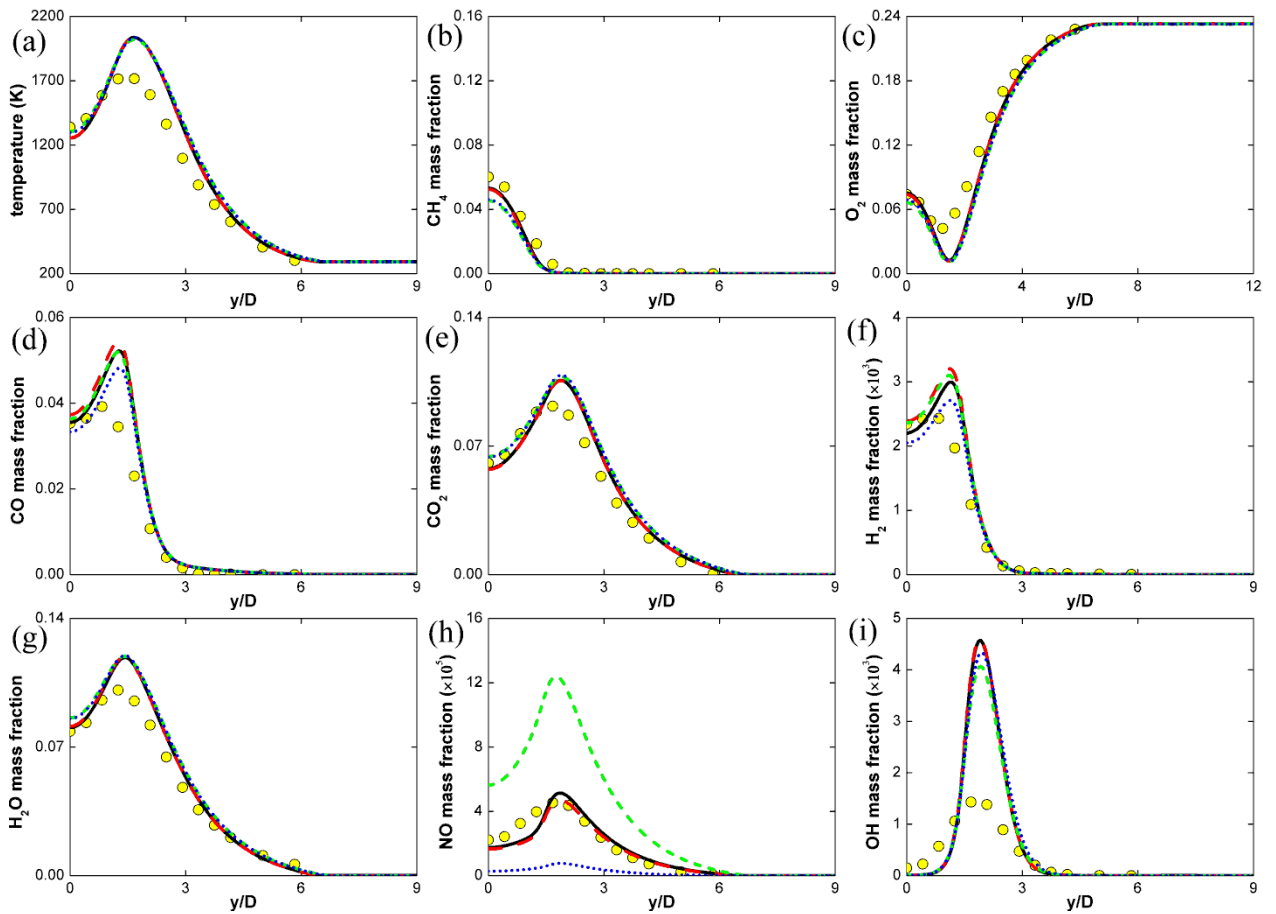 (a)
temperature (K)
2200
1700
1200
700
200
0 3 6 9
y/D
(b)
CH₄ mass fraction
0.16
0.12
0.08
0.04
0.00
0 3 6 9
y/D
(c)
O₂ mass fraction
0.24
0.18
0.12
0.06
0.00
0 4 8 12
y/D
(d)
CO mass fraction
0.06
0.04
0.02
0.00
0 3 6 9
y/D
(e)
CO₂ mass fraction
0.14
0.07
0.00
0 3 6 9
y/D
(f)
H₂ mass fraction (×10³)
4
3
2
1
0
0 3 6 9
y/D
(g)
H₂O mass fraction
0.14
0.07
0.00
0 3 6 9
y/D
(h)
NO mass fraction (×10⁵)
16
12
8
4
0
0 3 6 9
y/D
(i)
OH mass fraction (×10³)
5
4
3
2
1
0
0 3 6 9
y/D